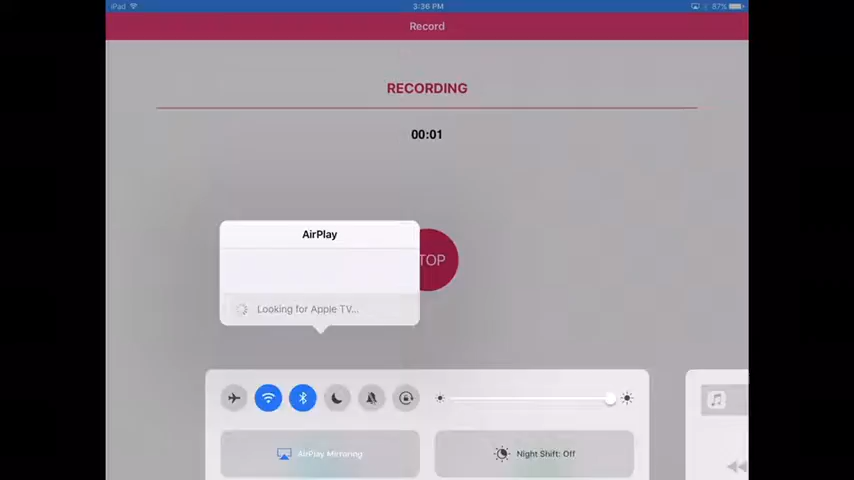 iPad
3:36 PM
87%
Record
RECORDING
00:01
AirPlay
TOP
Looking for Apple TV...
AirPlay Mirroring
Night Shift: Off